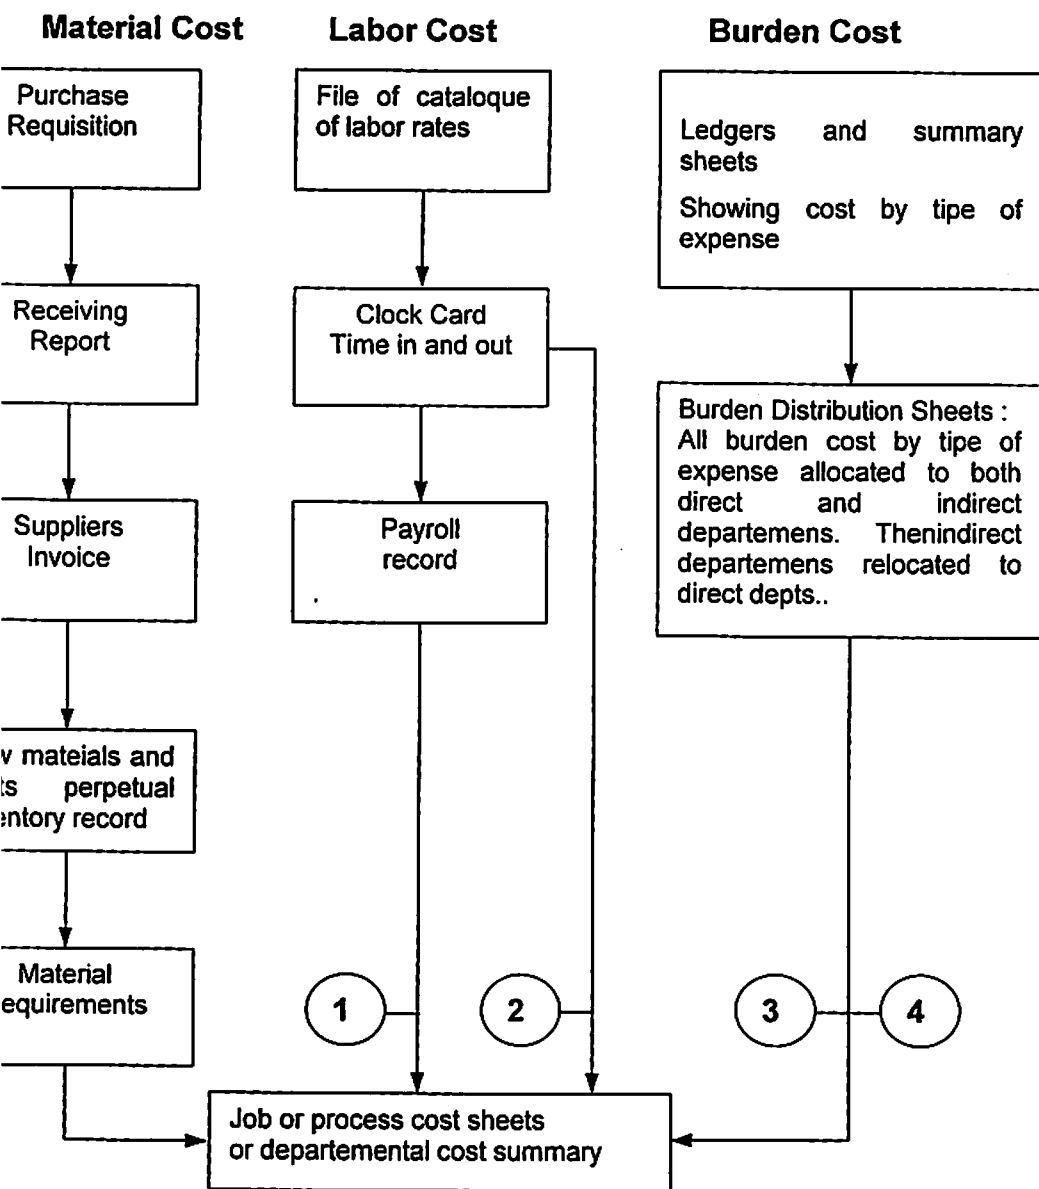 Material Cost
Labor Cost
Burden Cost
Purchase
Requisition
Receiving
Report
Suppliers
Invoice
mateials and
perpetual
record
Material
File of cataloque
of labor rates
Clock Card
Time in and out
Payroll
record
Ledgers and summary
sheets
Showing cost by tipe of
expense
Burden Distribution Sheets :
All burden cost by tipe of
expense allocated to both
direct and indirect
departemens. Thenindirect
departemens relocated to
direct depts..
1
2
3
4
Job or process cost sheets
or departemental cost summary